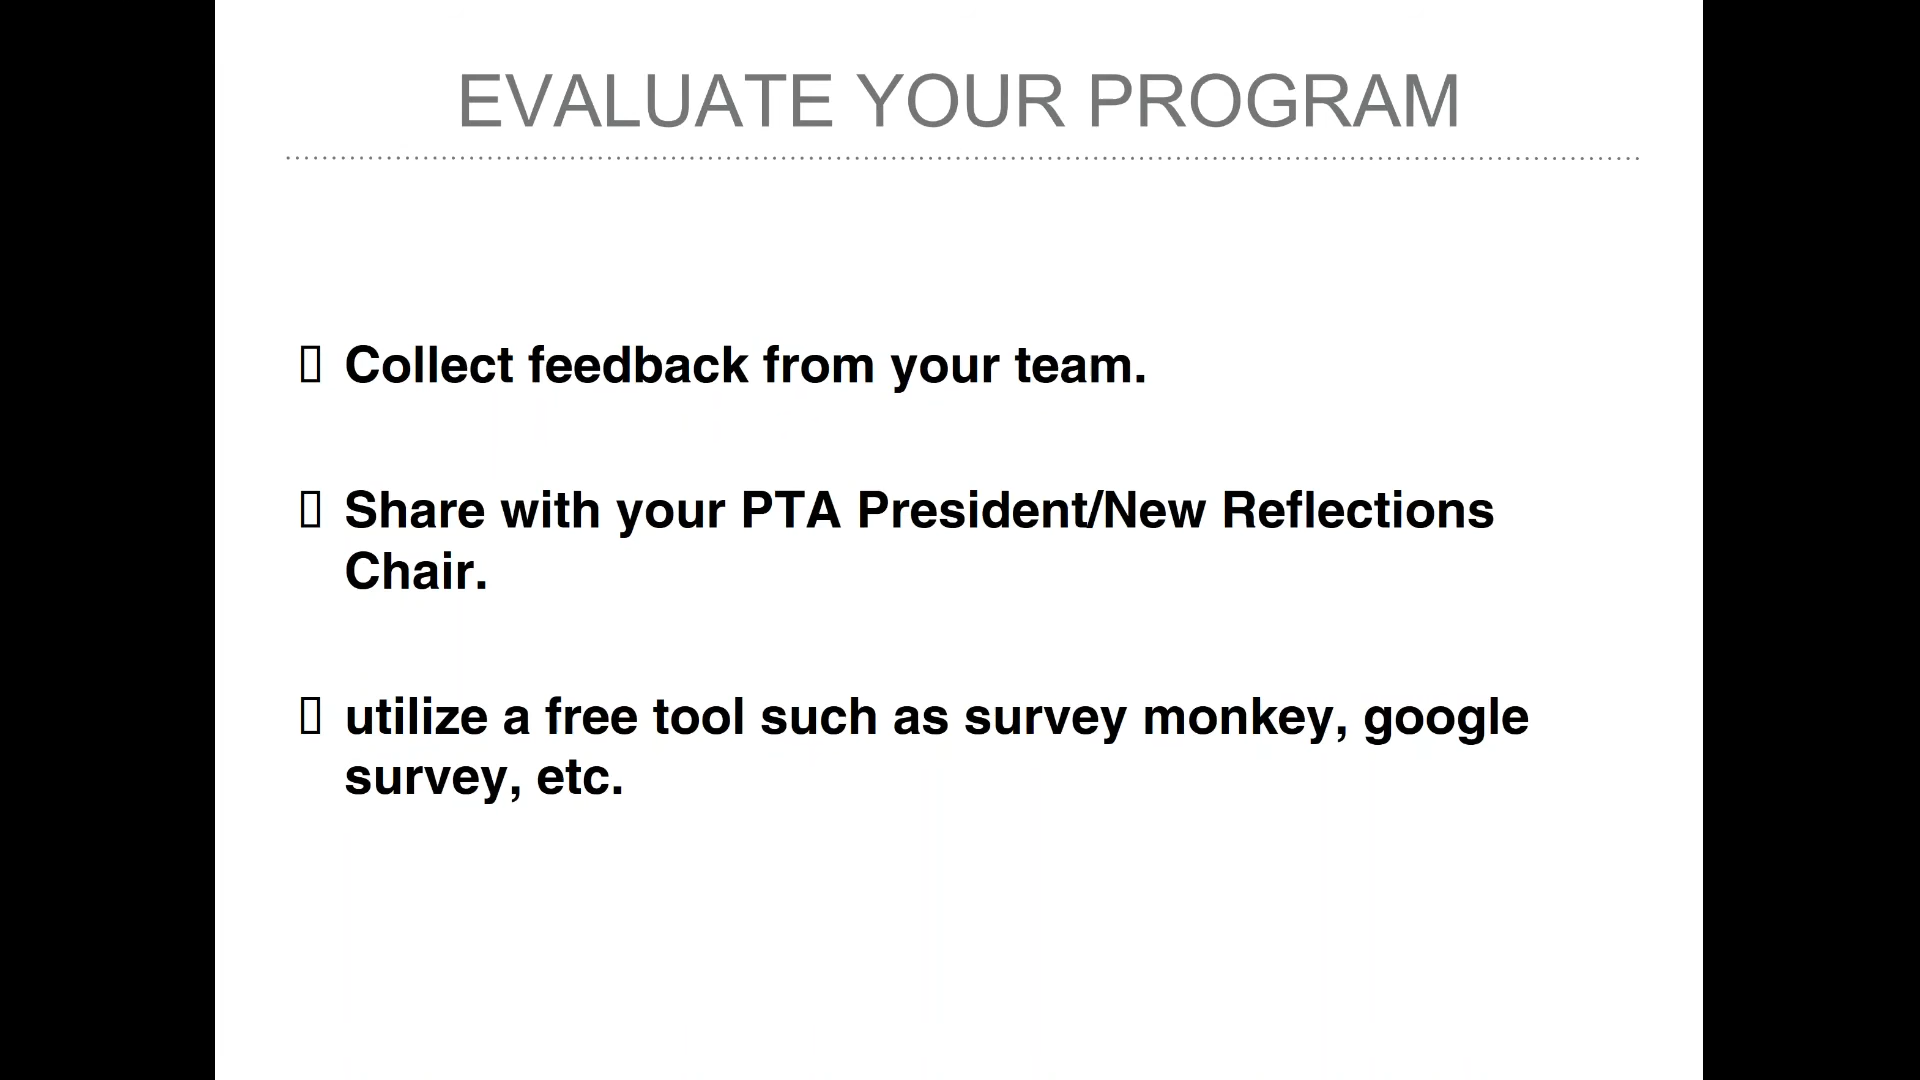 EVALUATE YOUR PROGRAM
Collect feedback from your team.
Share with your PTA President/New Reflections
Chair.
utilize a free tool such as survey monkey, google
survey, etc.